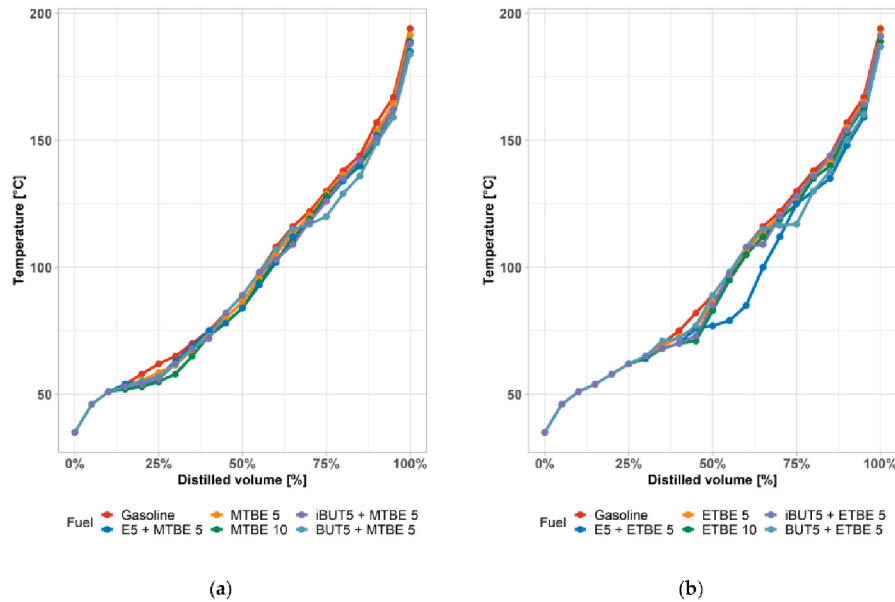 200
150
100
50
Temperature [°C]
0%
25%
50%
75%
100%
Distilled volume [%]
Fuel
Gasoline
MTBE 5
iBUT5 + MTBE 5
E5 + MTBE 5
MTBE 10
BUT5 + MTBE 5
(a)
200
150
100
50
Temperature [°C]
0%
25%
50%
75%
100%
Distilled volume [%]
Fuel
Gasoline
ETBE 5
iBUT5 + ETBE 5
E5 + ETBE 5
ETBE 10
BUT5 + ETBE 5
(b)